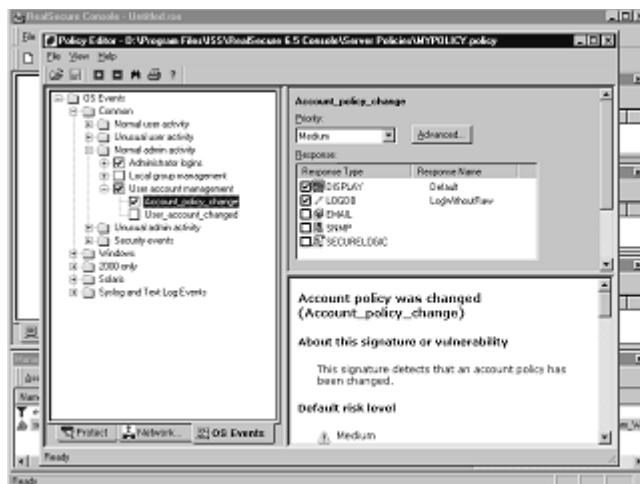 RealSecure Console - Untitled.rse
Policy Editor - D:\Program Files\ISS\RealSecure 6.5 Console\Server Policies\MYPOLICY.policy
File View Help
OS Events
Common
Normal user activity
Unusual user activity
Normal admin activity
Administrator logins
Local group management
User account management
Account_policy_change
User_account_changed
Unusual admin activity
Security events
Windows
2000 only
Solaris
Syslog and Text Log Events
Protect
Network...
OS Events
Account_policy_change
Priority:
Medium
Advanced...
Response:
Response Type Response Name
DISPLAY Default
LOGDB LogWithoutRaw
EMAIL
SNMP
SECURELOGIC
Account policy was changed
(Account_policy_change)
About this signature or vulnerability
This signature detects that an account policy has
been changed.
Default risk level
Medium
Ready
Ready